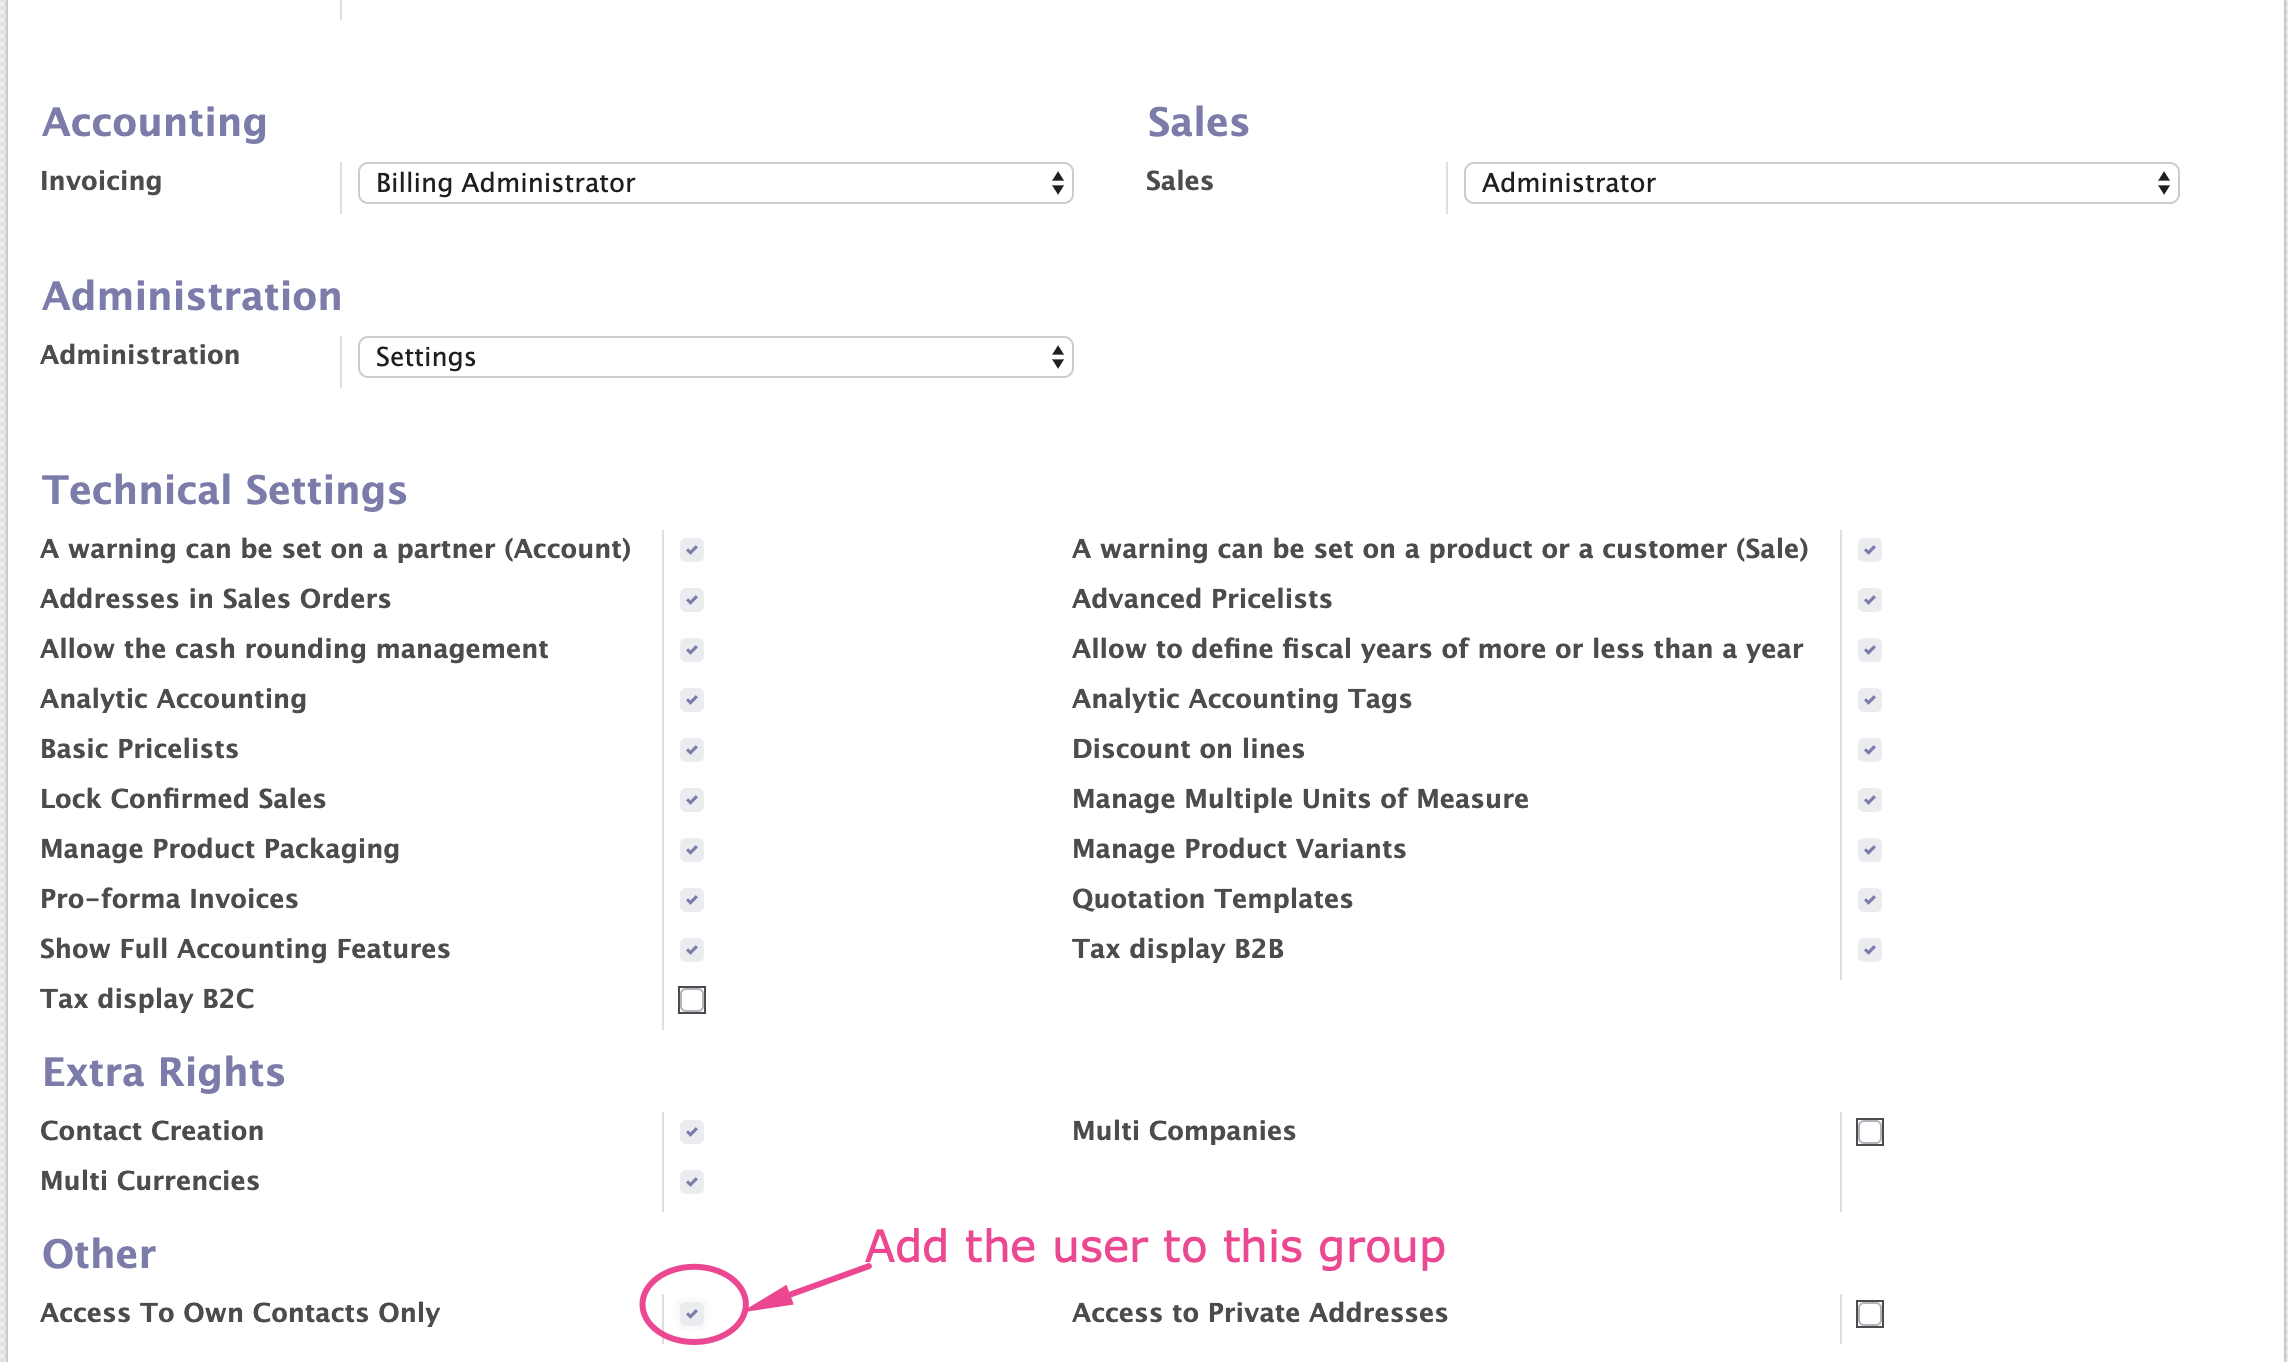 Accounting Sales
Invoicing Billing Administrator Sales Administrator
Administration
Administration Settings
Technical Settings
A warning can be set on a partner (Account) A warning can be set on a product or a customer (Sale)
Addresses in Sales Orders Advanced Pricelists
Allow the cash rounding management Allow to define fiscal years of more or less than a year
Analytic Accounting Analytic Accounting Tags
Basic Pricelists Discount on lines
Lock Confirmed Sales Manage Multiple Units of Measure
Manage Product Packaging Manage Product Variants
Pro-forma Invoices Quotation Templates
Show Full Accounting Features Tax display B2B
Tax display B2C
Extra Rights
Contact Creation Multi Companies
Multi Currencies
Add the user to this group
Other
Access To Own Contacts Only Access to Private Addresses